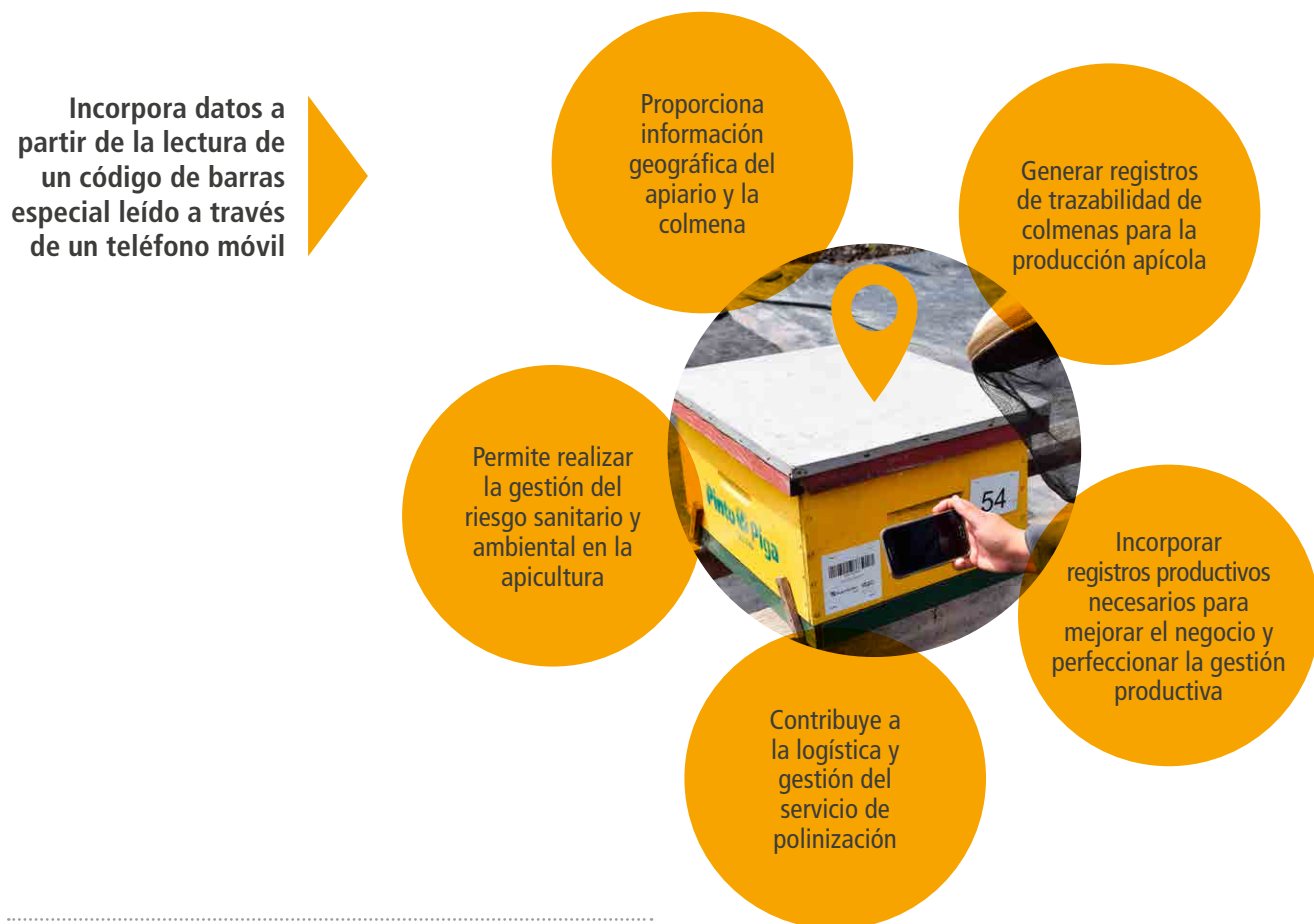 Incorpora datos a
partir de la lectura de
un código de barras
especial leído a través
de un teléfono móvil
Proporciona
información
geográfica del
apiario y la
colmena
Generar registros
de trazabilidad de
colmenas para la
producción apícola
Permite realizar
la gestión del
riesgo sanitario y
ambiental en la
apicultura
Pinto Piga
54
Incorporar
registros productivos
necesarios para
mejorar el negocio y
perfeccionar la gestión
productiva
Contribuye a
la logística y
gestión del
servicio de
polinización